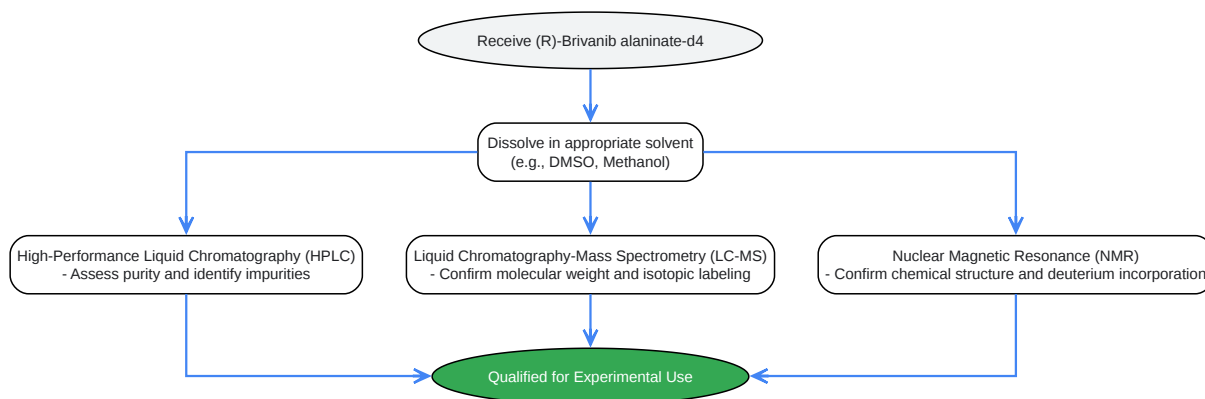 Receive (R)-Brivanib alaninate-d4
Dissolve in appropriate solvent
(e.g., DMSO, Methanol)
High-Performance Liquid Chromatography (HPLC)
- Assess purity and identify impurities
Liquid Chromatography-Mass Spectrometry (LC-MS)
- Confirm molecular weight and isotopic labeling
Nuclear Magnetic Resonance (NMR)
- Confirm chemical structure and deuterium incorporation
Qualified for Experimental Use